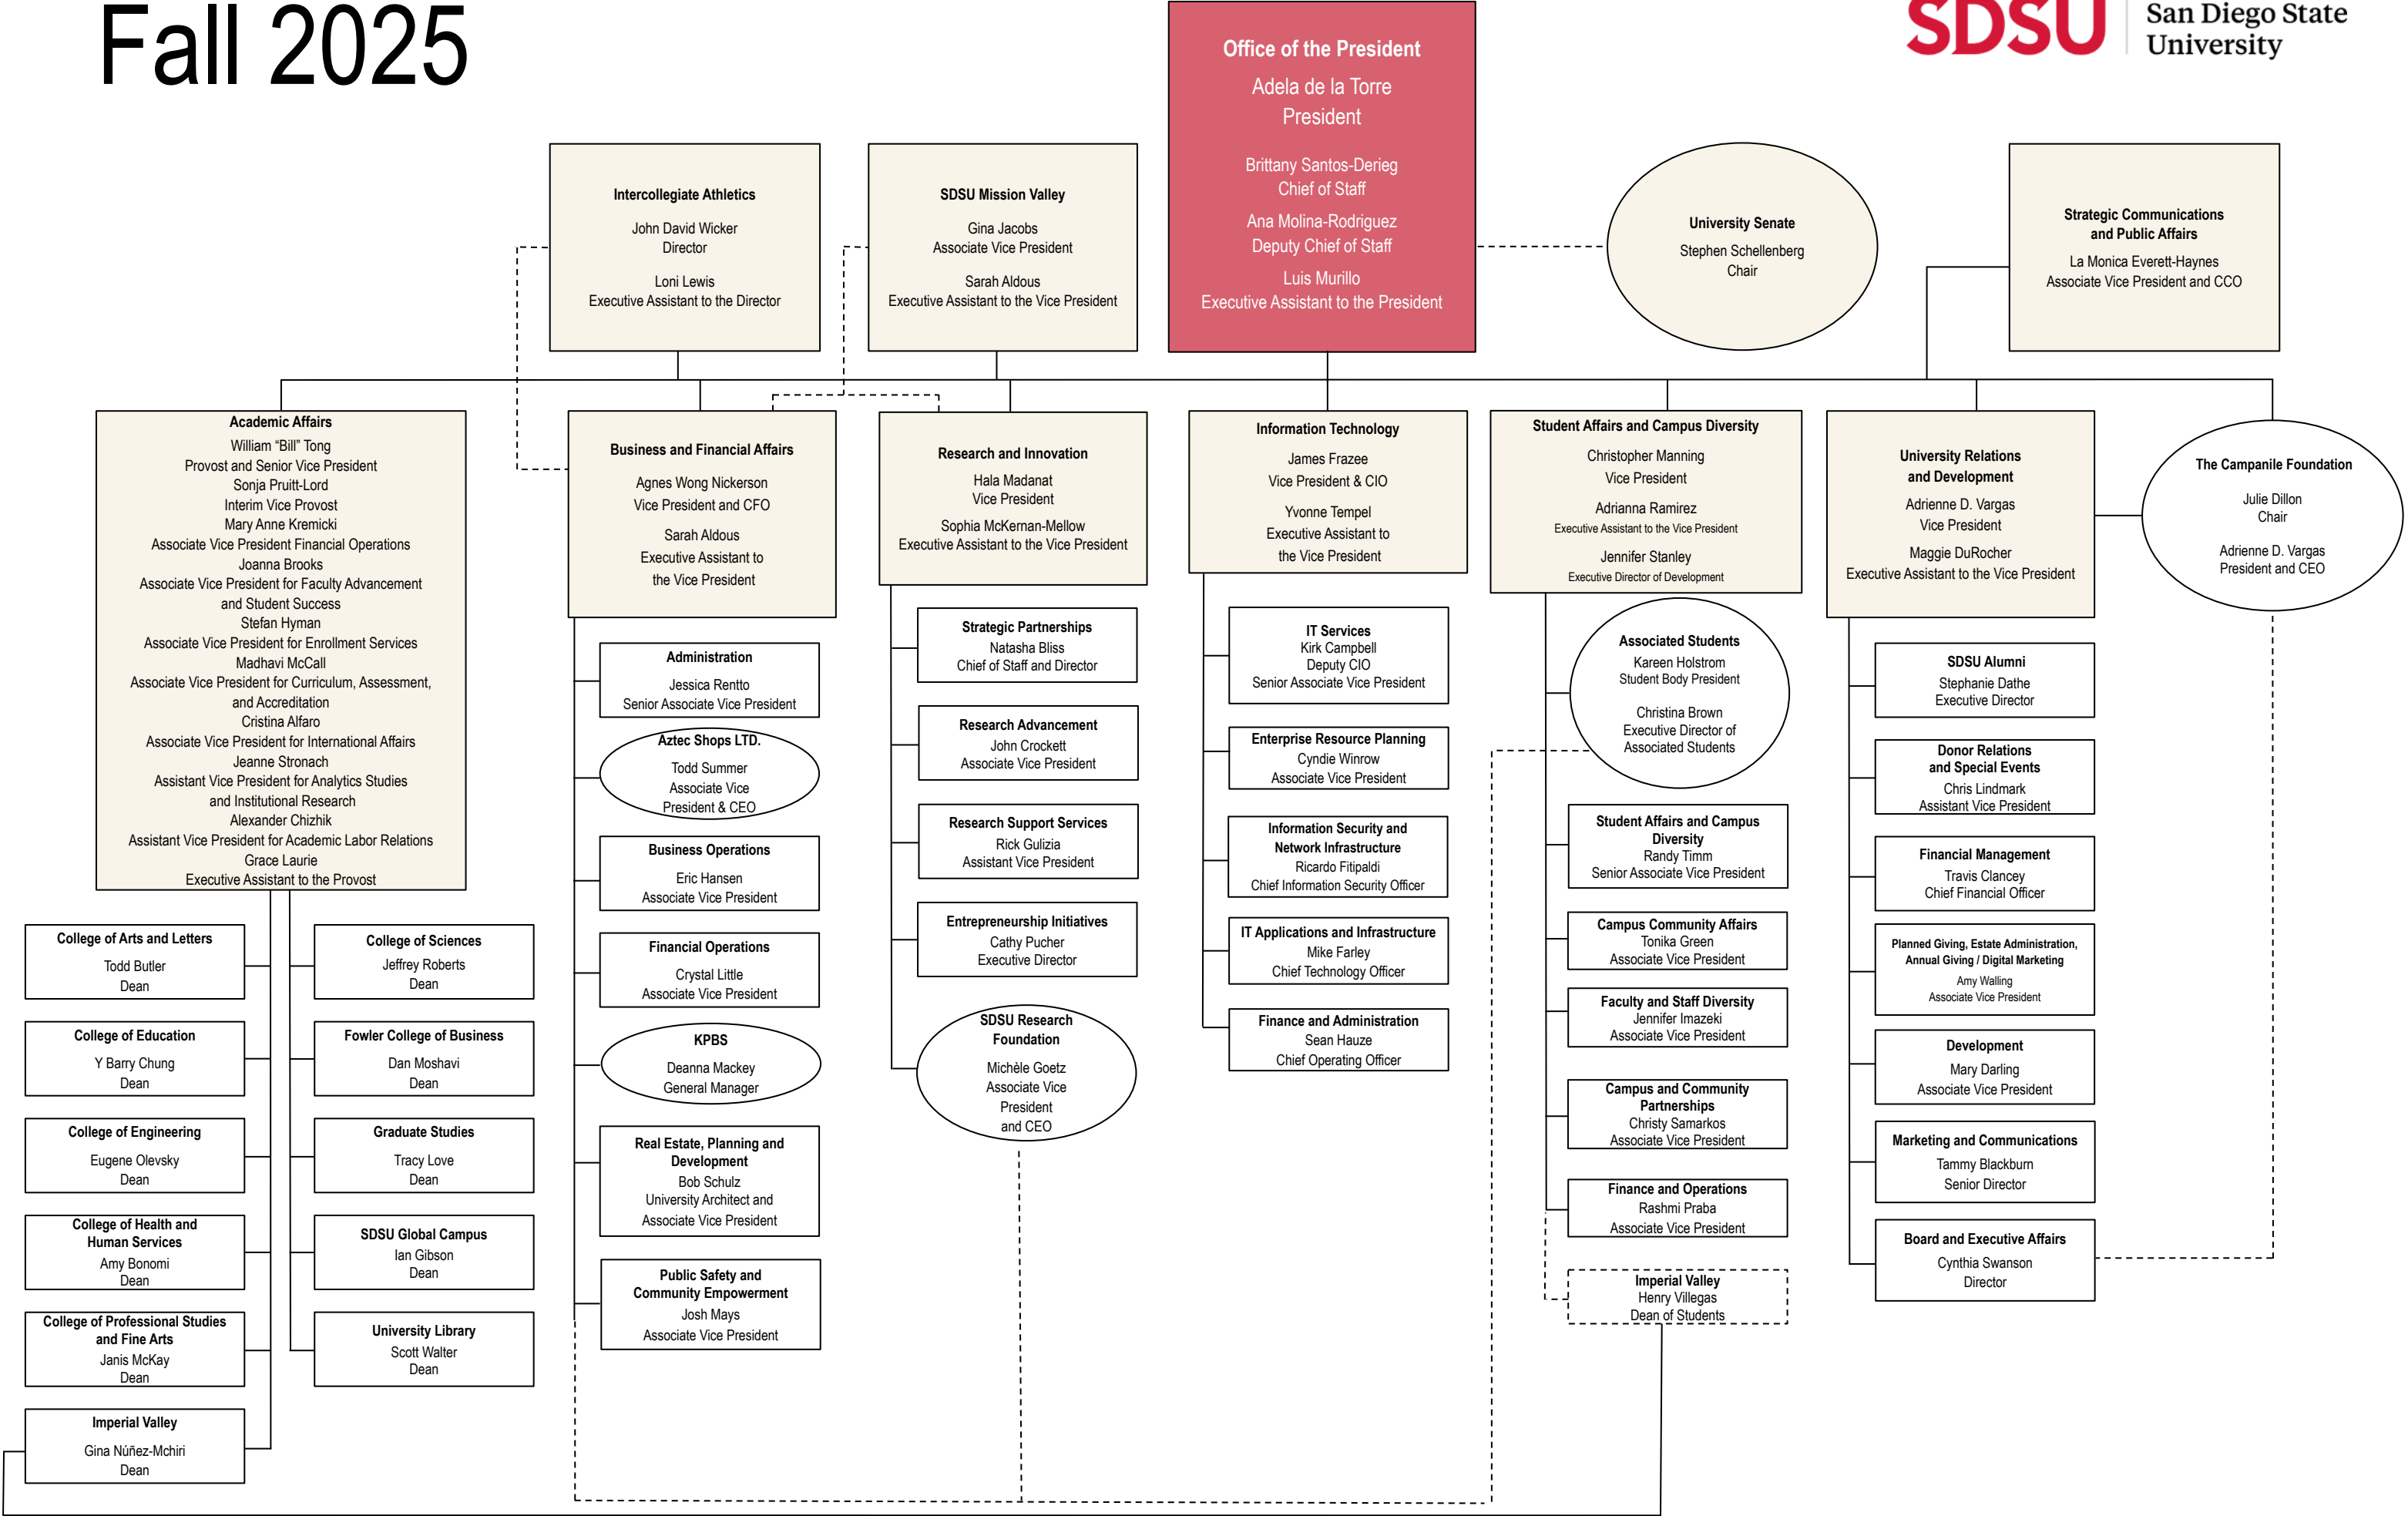 Fall 2025
SDSU
San Diego State
University
Office of the President
Adela de la Torre
President
Brittany Santos-Derieg
Chief of Staff
Ana Molina-Rodriguez
Deputy Chief of Staff
Luis Murillo
Executive Assistant to the President
Intercollegiate Athletics
John David Wicker
Director
Loni Lewis
Executive Assistant to the Director
SDSU Mission Valley
Gina Jacobs
Associate Vice President
Sarah Aldous
Executive Assistant to the Vice President
University Senate
Stephen Schellenberg
Chair
Strategic Communications
and Public Affairs
La Monica Everett-Haynes
Associate Vice President and CCO
Academic Affairs
William “Bill” Tong
Provost and Senior Vice President
Sonja Pruitt-Lord
Interim Vice Provost
Mary Anne Kremicki
Associate Vice President Financial Operations
Joanna Brooks
Associate Vice President for Faculty Advancement
and Student Success
Stefan Hyman
Associate Vice President for Enrollment Services
Madhavi McCall
Associate Vice President for Curriculum, Assessment,
and Accreditation
Cristina Alfaro
Associate Vice President for International Affairs
Jeanne Stronach
Assistant Vice President for Analytics Studies
and Institutional Research
Alexander Chizhik
Assistant Vice President for Academic Labor Relations
Grace Laurie
Executive Assistant to the Provost
College of Arts and Letters
Todd Butler
Dean
College of Education
Y Barry Chung
Dean
College of Engineering
Eugene Olevsky
Dean
College of Health and
Human Services
Amy Bonomi
Dean
College of Professional Studies
and Fine Arts
Janis McKay
Dean
Imperial Valley
Gina Núñez-Mchiri
Dean
College of Sciences
Jeffrey Roberts
Dean
Fowler College of Business
Dan Moshavi
Dean
Graduate Studies
Tracy Love
Dean
SDSU Global Campus
Ian Gibson
Dean
University Library
Scott Walter
Dean
Business and Financial Affairs
Agnes Wong Nickerson
Vice President and CFO
Sarah Aldous
Executive Assistant to
the Vice President
Administration
Jessica Rentto
Senior Associate Vice President
Aztec Shops LTD.
Todd Summer
Associate Vice
President & CEO
Business Operations
Eric Hansen
Associate Vice President
Financial Operations
Crystal Little
Associate Vice President
KPBS
Deanna Mackey
General Manager
Real Estate, Planning and
Development
Bob Schulz
University Architect and
Associate Vice President
Public Safety and
Community Empowerment
Josh Mays
Associate Vice President
Research and Innovation
Hala Madanat
Vice President
Sophia McKernan-Mellow
Executive Assistant to the Vice President
Strategic Partnerships
Natasha Bliss
Chief of Staff and Director
Research Advancement
John Crockett
Associate Vice President
Research Support Services
Rick Gulizia
Assistant Vice President
Entrepreneurship Initiatives
Cathy Pucher
Executive Director
SDSU Research
Foundation
Michèle Goetz
Associate Vice
President
and CEO
Information Technology
James Frazee
Vice President & CIO
Yvonne Tempel
Executive Assistant to
the Vice President
IT Services
Kirk Campbell
Deputy CIO
Senior Associate Vice President
Enterprise Resource Planning
Cyndie Winrow
Associate Vice President
Information Security and
Network Infrastructure
Ricardo Fitipaldi
Chief Information Security Officer
IT Applications and Infrastructure
Mike Farley
Chief Technology Officer
Finance and Administration
Sean Hauze
Chief Operating Officer
Student Affairs and Campus Diversity
Christopher Manning
Vice President
Adrianna Ramirez
Executive Assistant to the Vice President
Jennifer Stanley
Executive Director of Development
Associated Students
Kareen Holstrom
Student Body President
Christina Brown
Executive Director of
Associated Students
Student Affairs and Campus
Diversity
Randy Timm
Senior Associate Vice President
Campus Community Affairs
Tonika Green
Associate Vice President
Faculty and Staff Diversity
Jennifer Imazeki
Associate Vice President
Campus and Community
Partnerships
Christy Samarkos
Associate Vice President
Finance and Operations
Rashmi Praba
Associate Vice President
Imperial Valley
Henry Villegas
Dean of Students
University Relations
and Development
Adrienne D. Vargas
Vice President
Maggie DuRocher
Executive Assistant to the Vice President
SDSU Alumni
Stephanie Dathe
Executive Director
Donor Relations
and Special Events
Chris Lindmark
Assistant Vice President
Financial Management
Travis Clancey
Chief Financial Officer
Planned Giving, Estate Administration,
Annual Giving / Digital Marketing
Amy Walling
Associate Vice President
Development
Mary Darling
Associate Vice President
Marketing and Communications
Tammy Blackburn
Senior Director
Board and Executive Affairs
Cynthia Swanson
Director
The Campanile Foundation
Julie Dillon
Chair
Adrienne D. Vargas
President and CEO